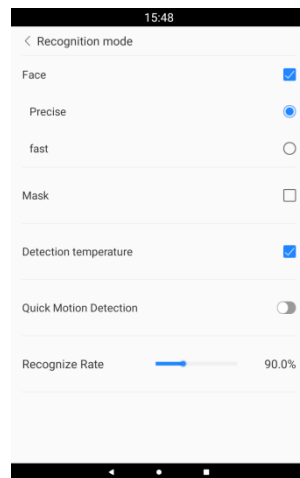 15:48
Recognition mode
Face
Precise
fast
Mask
Detection temperature
Quick Motion Detection
Recognize Rate 90.0%